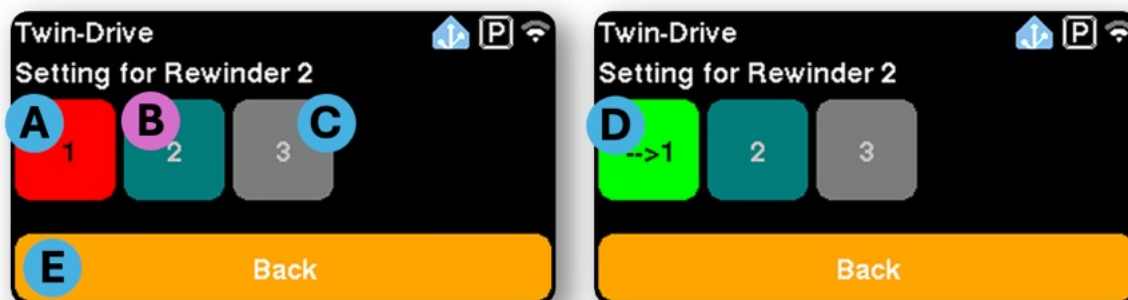 Twin-Drive P
Setting for Rewinder 2
A 1 B 2 3 C
E Back
Twin-Drive P
Setting for Rewinder 2
D -->1 2 3
Back